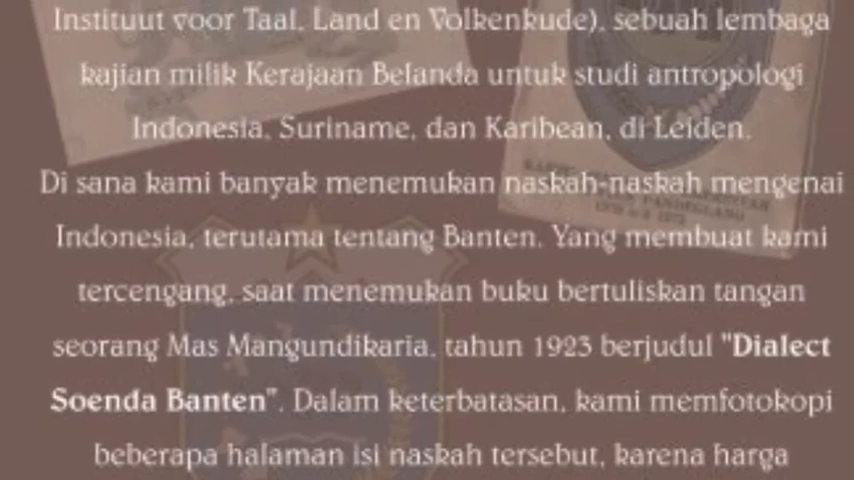 Instituut voor Taal, Land en Volkenkude), sebuah lembaga
kajian milik Kerajaan Belanda untuk studi antropologi
Indonesia, Suriname, dan Karibean, di Leiden.
Di sana kami banyak menemukan naskah-naskah mengenai
Indonesia, terutama tentang Banten. Yang membuat kami
tercengang, saat menemukan buku bertuliskan tangan
seorang Mas Mangundikaria, tahun 1923 berjudul "Dialect
Soenda Banten". Dalam keterbatasan, kami memfotokopi
beberapa halaman isi naskah tersebut, karena harga